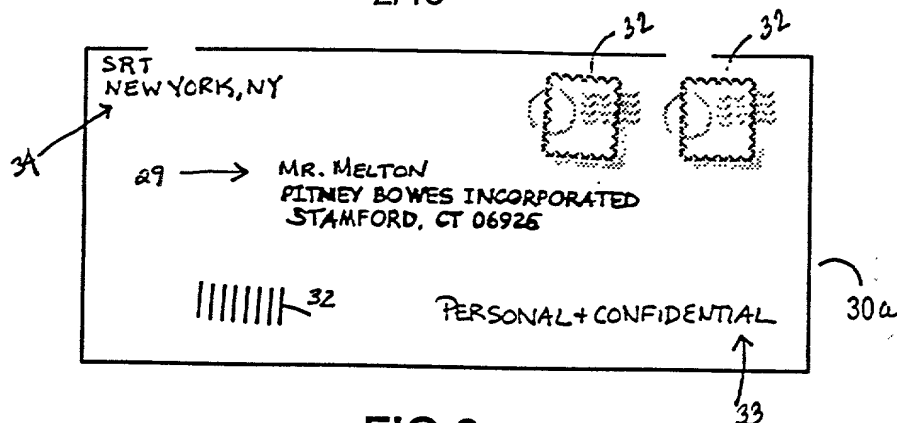 32 32
SRT
NEW YORK, NY
34
29 MR. MELTON
PITNEY BOWES INCORPORATED
STAMFORD, CT 06926
32
PERSONAL + CONFIDENTIAL
30a
33